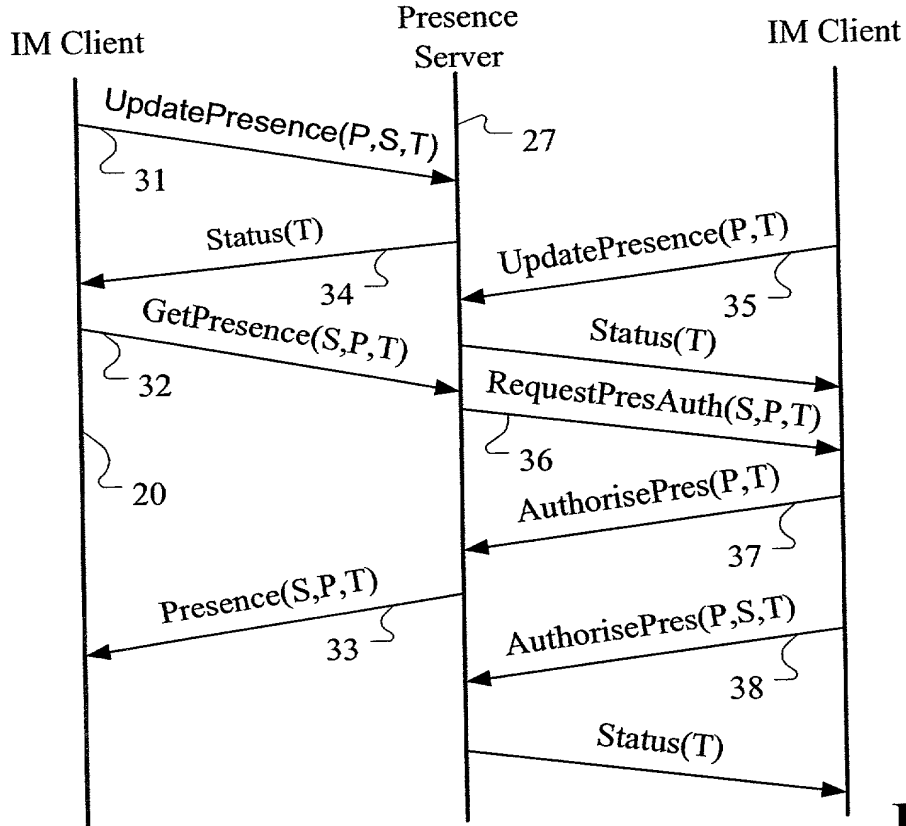 IM Client
Presence
Server
IM Client
UpdatePresence(P,S,T)
27
31
Status(T)
UpdatePresence(P,T)
34
35
GetPresence(S,P,T)
Status(T)
32
RequestPresAuth(S,P,T)
36
20
AuthorisePres(P,T)
37
Presence(S,P,T)
33
AuthorisePres(P,S,T)
38
Status(T)